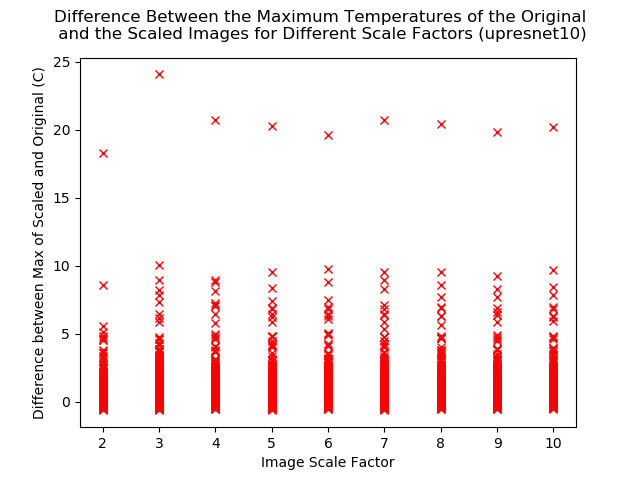 Difference Between the Maximum Temperatures of the Original
and the Scaled Images for Different Scale Factors (upresnet10)
Difference between Max of Scaled and Original (C)
25
20
15
10
5
0
2 3 4 5 6 7 8 9 10
Image Scale Factor